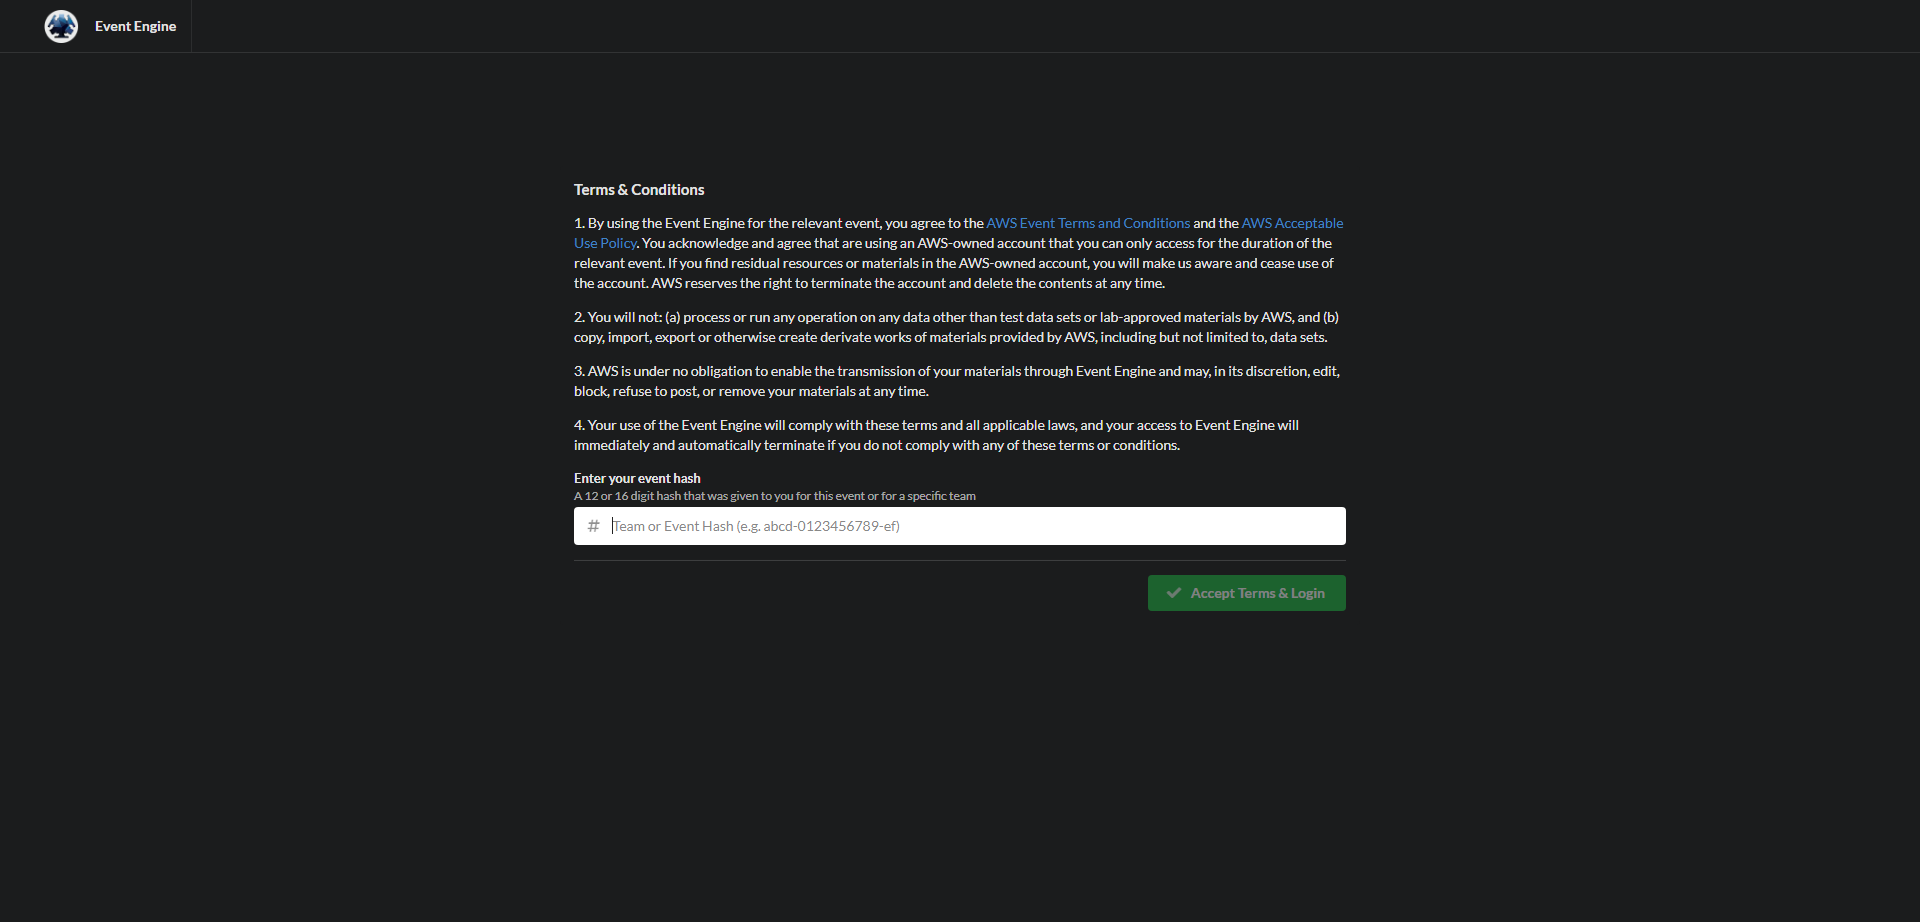 Event Engine
Terms & Conditions
1. By using the Event Engine for the relevant event, you agree to the AWS Event Terms and Conditions and the AWS Acceptable
Use Policy. You acknowledge and agree that are using an AWS-owned account that you can only access for the duration of the
relevant event. If you find residual resources or materials in the AWS-owned account, you will make us aware and cease use of
the account. AWS reserves the right to terminate the account and delete the contents at any time.
2. You will not: (a) process or run any operation on any data other than test data sets or lab-approved materials by AWS, and (b)
copy, import, export or otherwise create derivate works of materials provided by AWS, including but not limited to, data sets.
3. AWS is under no obligation to enable the transmission of your materials through Event Engine and may, in its discretion, edit,
block, refuse to post, or remove your materials at any time.
4. Your use of the Event Engine will comply with these terms and all applicable laws, and your access to Event Engine will
immediately and automatically terminate if you do not comply with any of these terms or conditions.
Enter your event hash
A 12 or 16 digit hash that was given to you for this event or for a specific team
# Team or Event Hash (e.g. abcd-0123456789-ef)
Accept Terms & Login